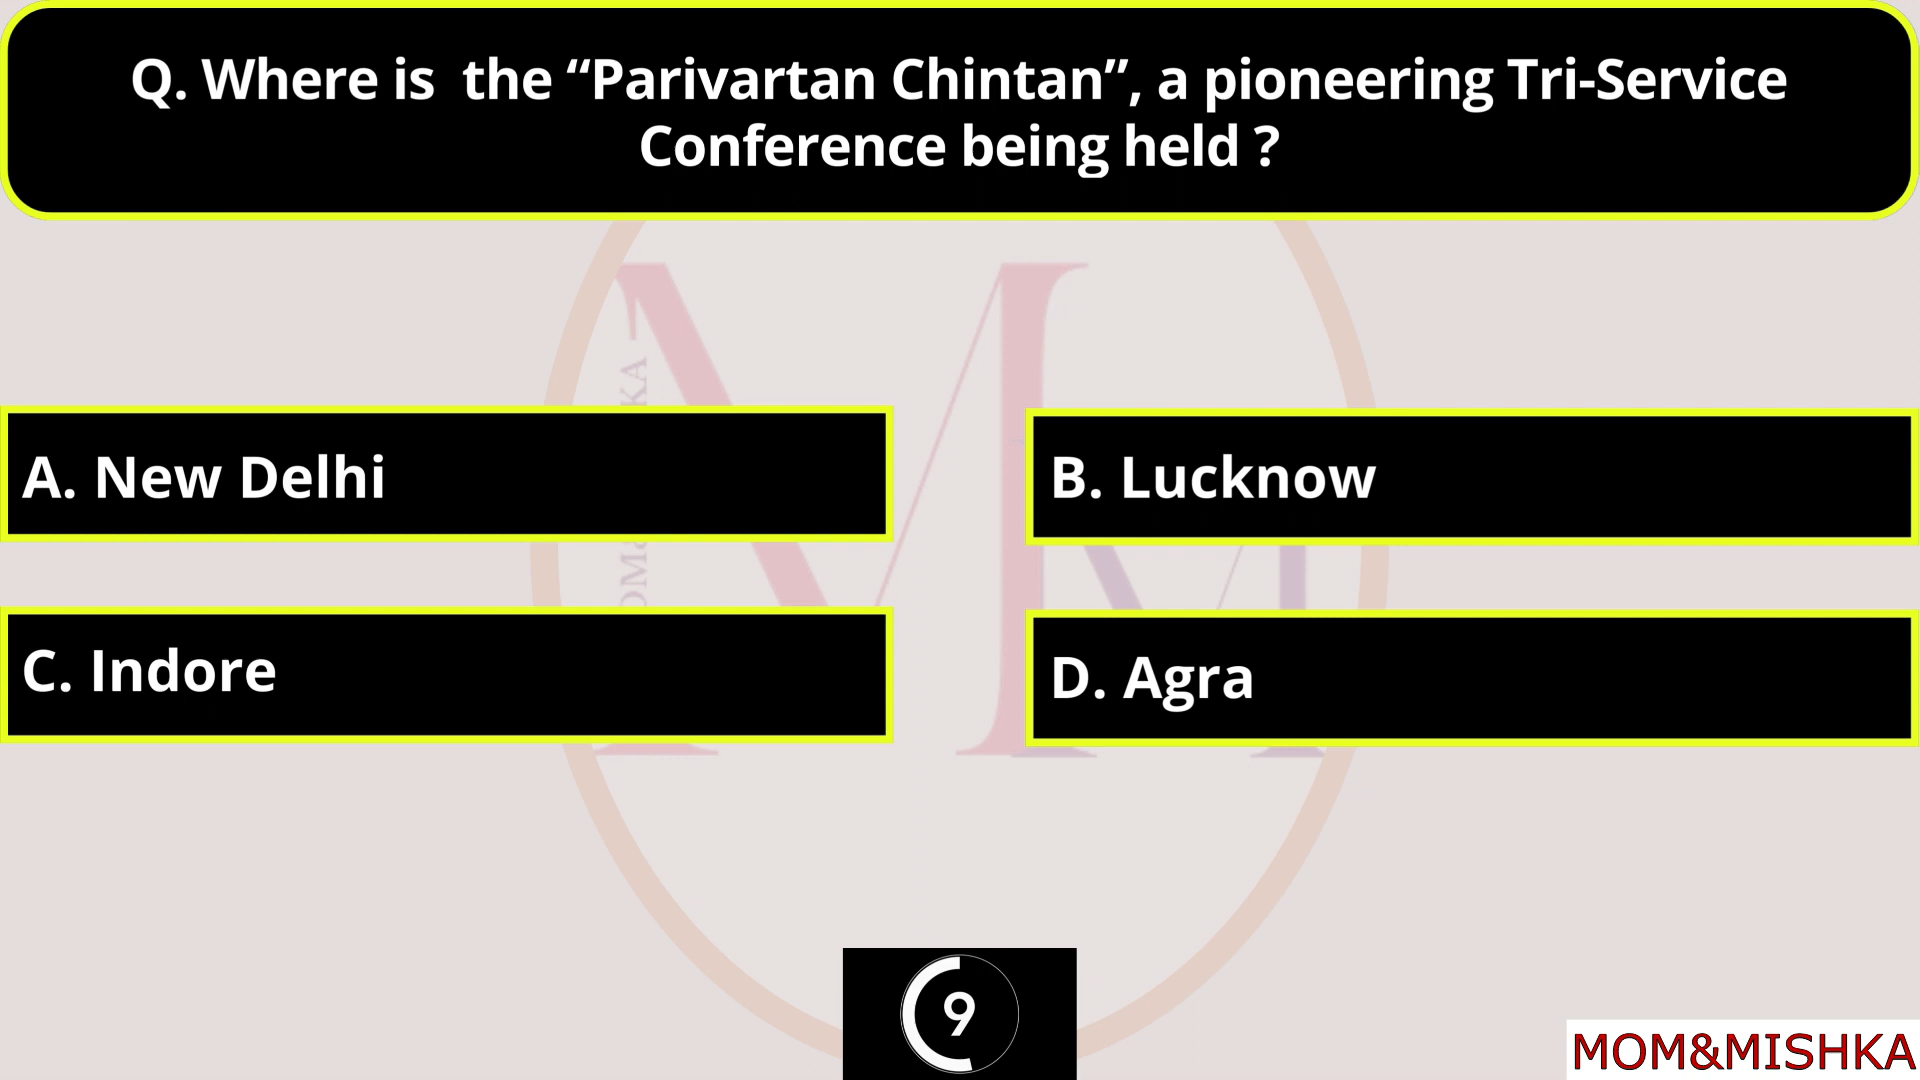 Q. Where is the “Parivartan Chintan”, a pioneering Tri-Service
Conference being held ?
A. New Delhi
B. Lucknow
C. Indore
D. Agra
9
MOM&MISHKA